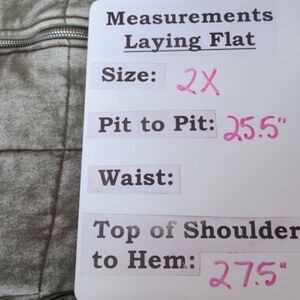 Measurements
Laying Flat
Size: 2X
Pit to Pit: 25.5"
Waist:
Top of Shoulder
to Hem: 27.5"